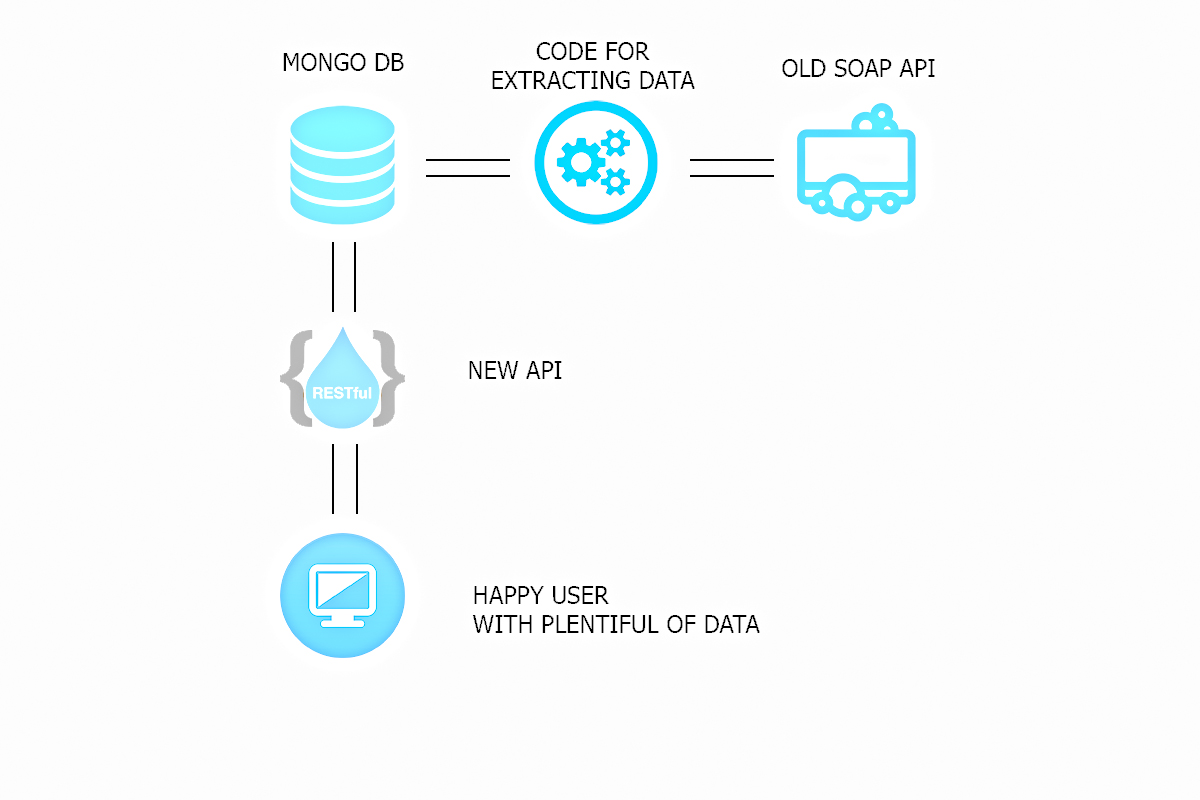 MONGO DB
CODE FOR
EXTRACTING DATA
OLD SOAP API
RESTful
NEW API
HAPPY USER
WITH PLENTIFUL OF DATA